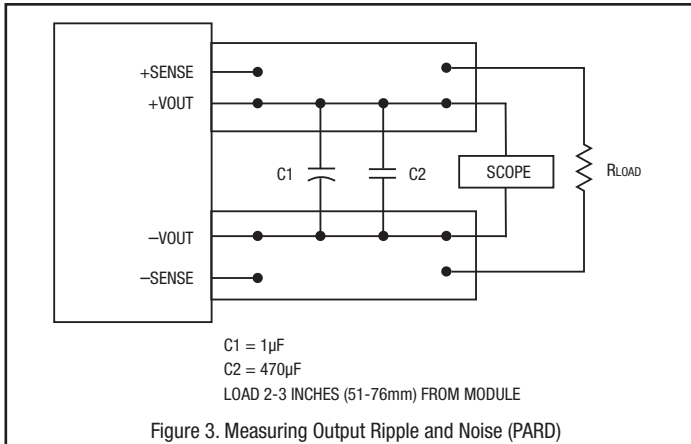 +SENSE
+VOUT
C1
C2
SCOPE
RLOAD
−VOUT
−SENSE
C1 = 1µF
C2 = 470µF
LOAD 2-3 INCHES (51-76mm) FROM MODULE
Figure 3. Measuring Output Ripple and Noise (PARD)